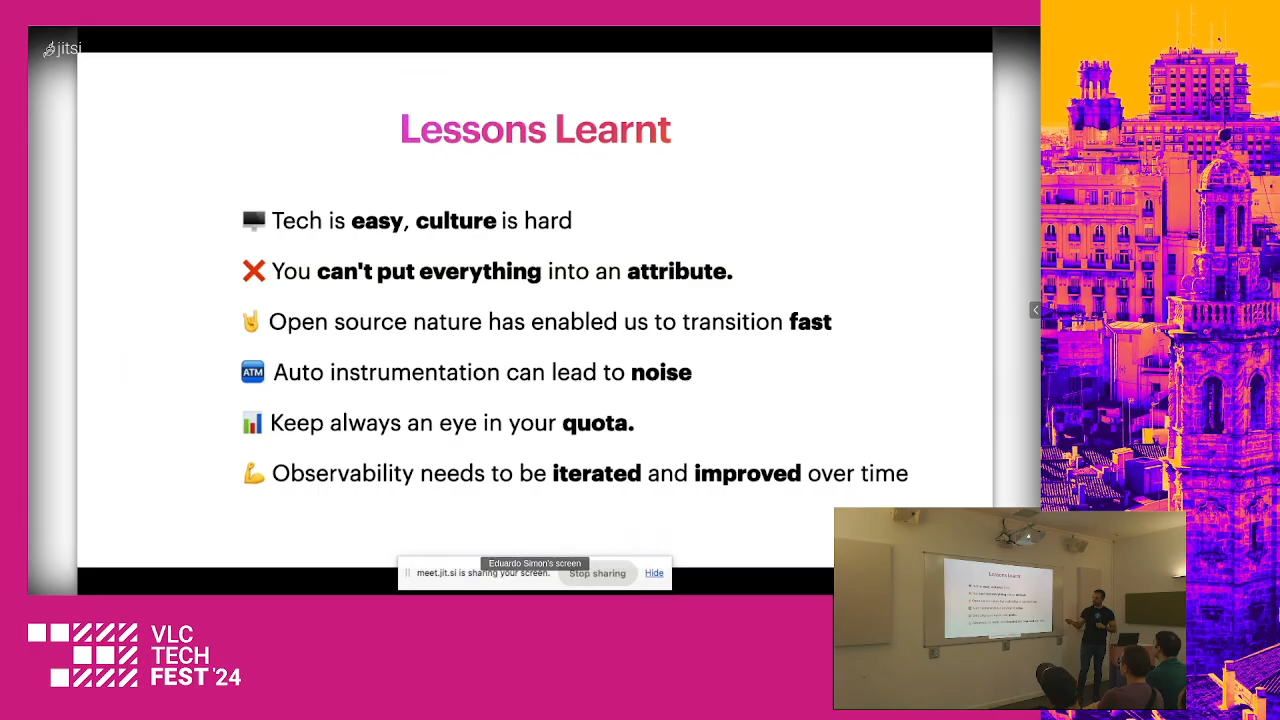 jitsi
Lessons Learnt
Tech is easy, culture is hard
You can't put everything into an attribute.
Open source nature has enabled us to transition fast
ATM Auto instrumentation can lead to noise
Keep always an eye in your quota.
Observability needs to be iterated and improved over time
Eduardo Simon's screen
meet.jit.si is sharing your screen. Stop sharing Hide
VLC
TECH
FEST '24
Lessons Learnt